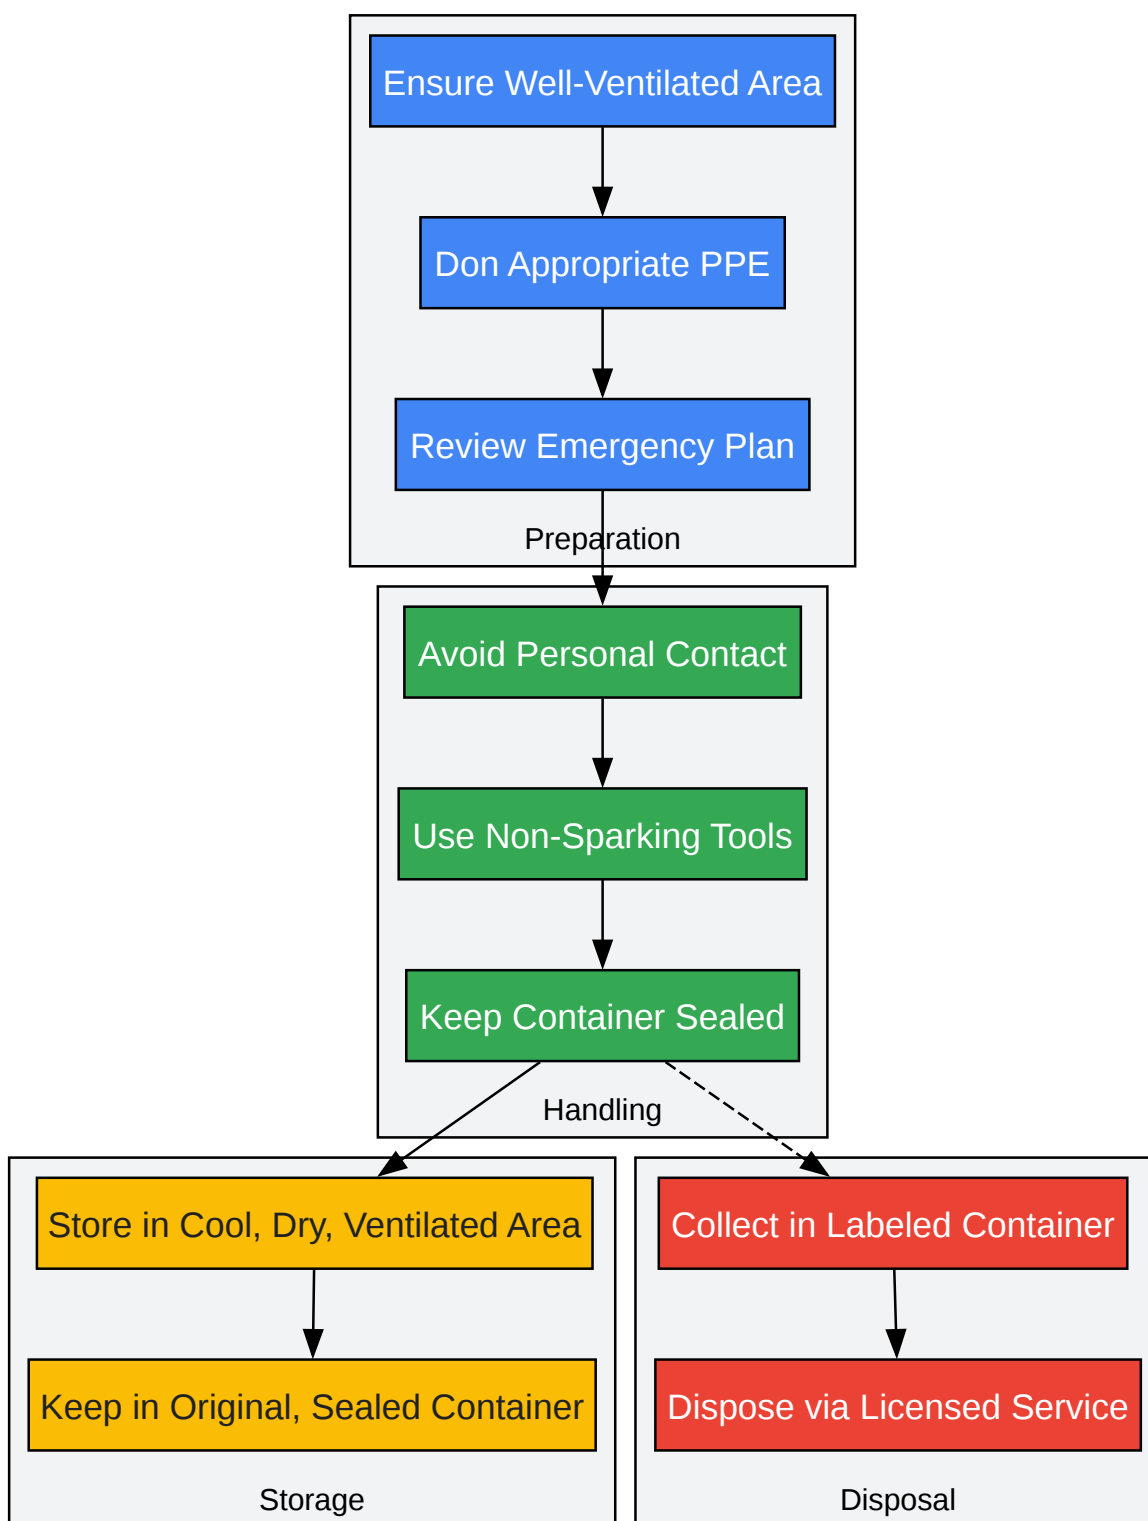 Ensure Well-Ventilated Area
Don Appropriate PPE
Review Emergency Plan
Preparation
Avoid Personal Contact
Use Non-Sparking Tools
Keep Container Sealed
Handling
Store in Cool, Dry, Ventilated Area
Keep in Original, Sealed Container
Storage
Collect in Labeled Container
Dispose via Licensed Service
Disposal